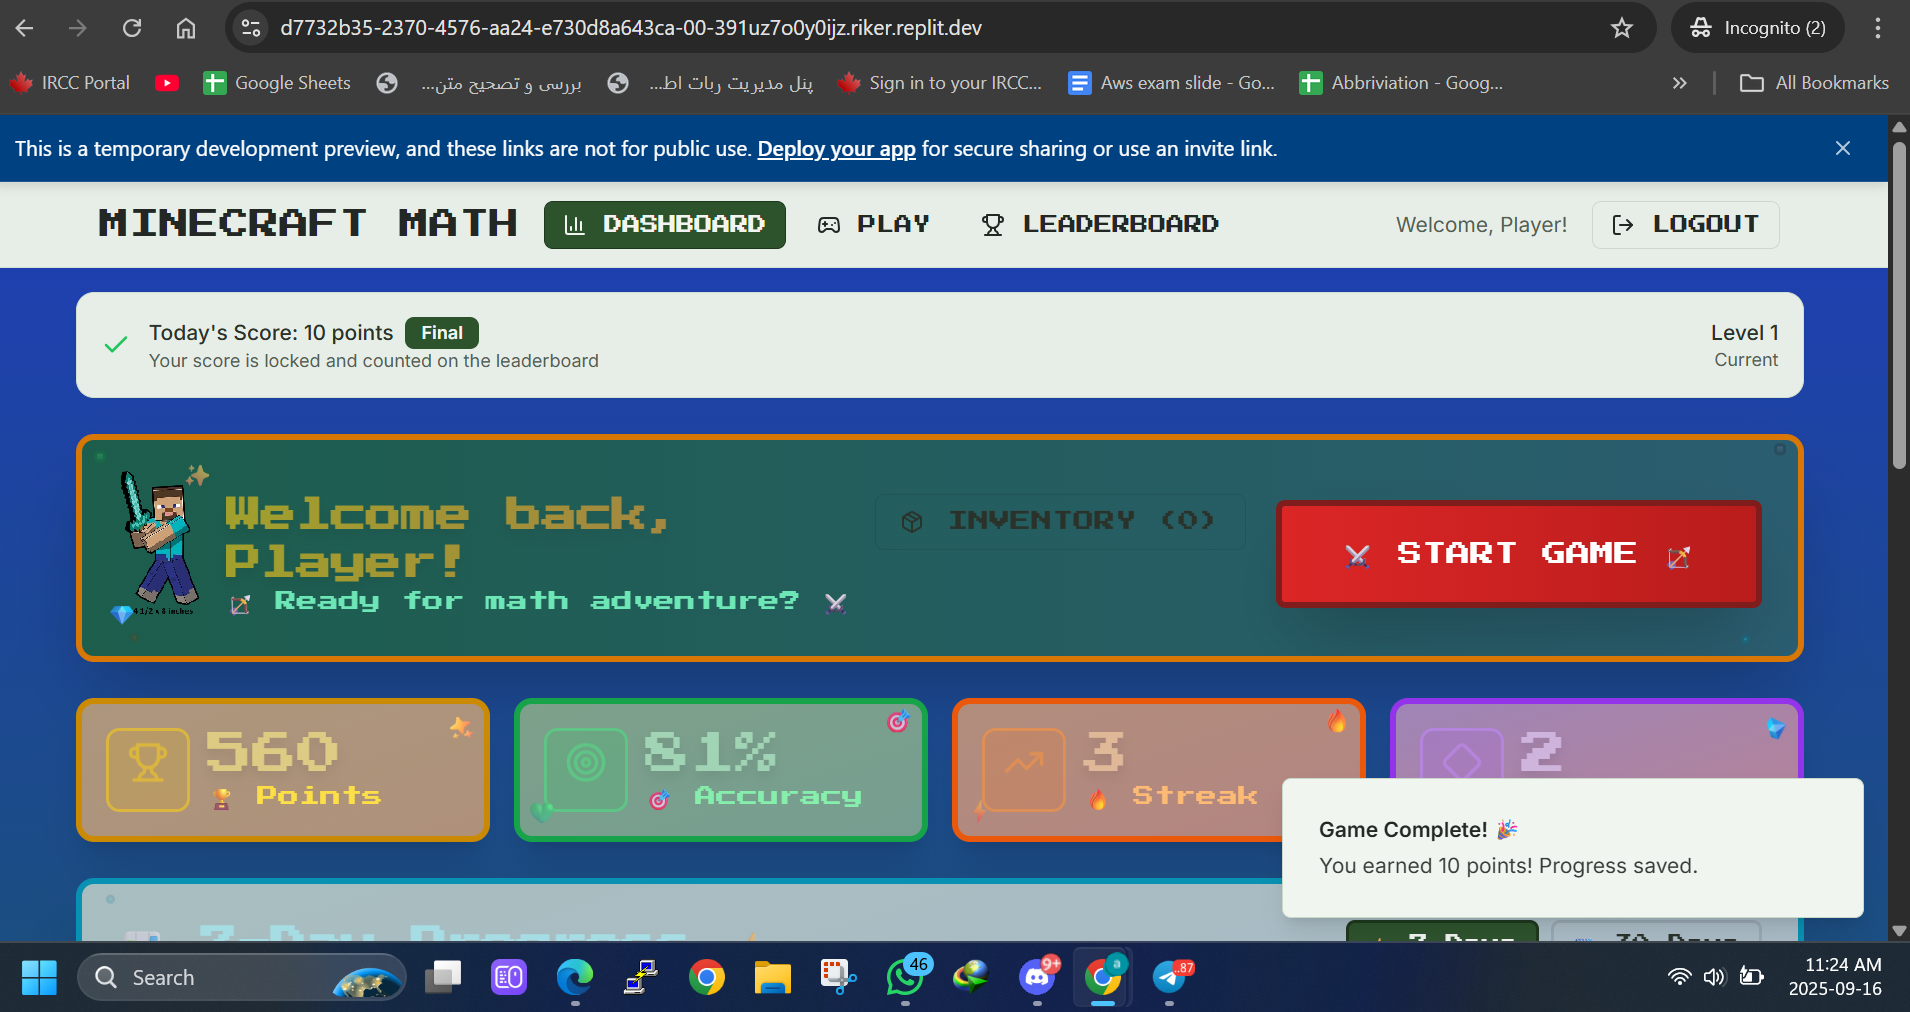 d7732b35-2370-4576-aa24-e730d8a643ca-00-391uz7o0y0ijz.riker.replit.dev
Incognito (2)
IRCC Portal
Google Sheets
بررسی و تصحیح متن...
پنل مدیریت ربات اط...
Sign in to your IRCC...
Aws exam slide - Go...
Abbriviation - Goog...
All Bookmarks
This is a temporary development preview, and these links are not for public use. Deploy your app for secure sharing or use an invite link.
MINECRAFT MATH
DASHBOARD
PLAY
LEADERBOARD
Welcome, Player!
LOGOUT
Today's Score: 10 points
Final
Your score is locked and counted on the leaderboard
Level 1
Current
Welcome back,
Player!
Ready for math adventure?
4 1/2 x 8 inches
INVENTORY (0)
START GAME
560
Points
81%
Accuracy
3
Streak
2
Game Complete! 🎉
You earned 10 points! Progress saved.
7-Day Progress
7 Days
30 Days
Search
46
9+
a
..87
11:24 AM
2025-09-16